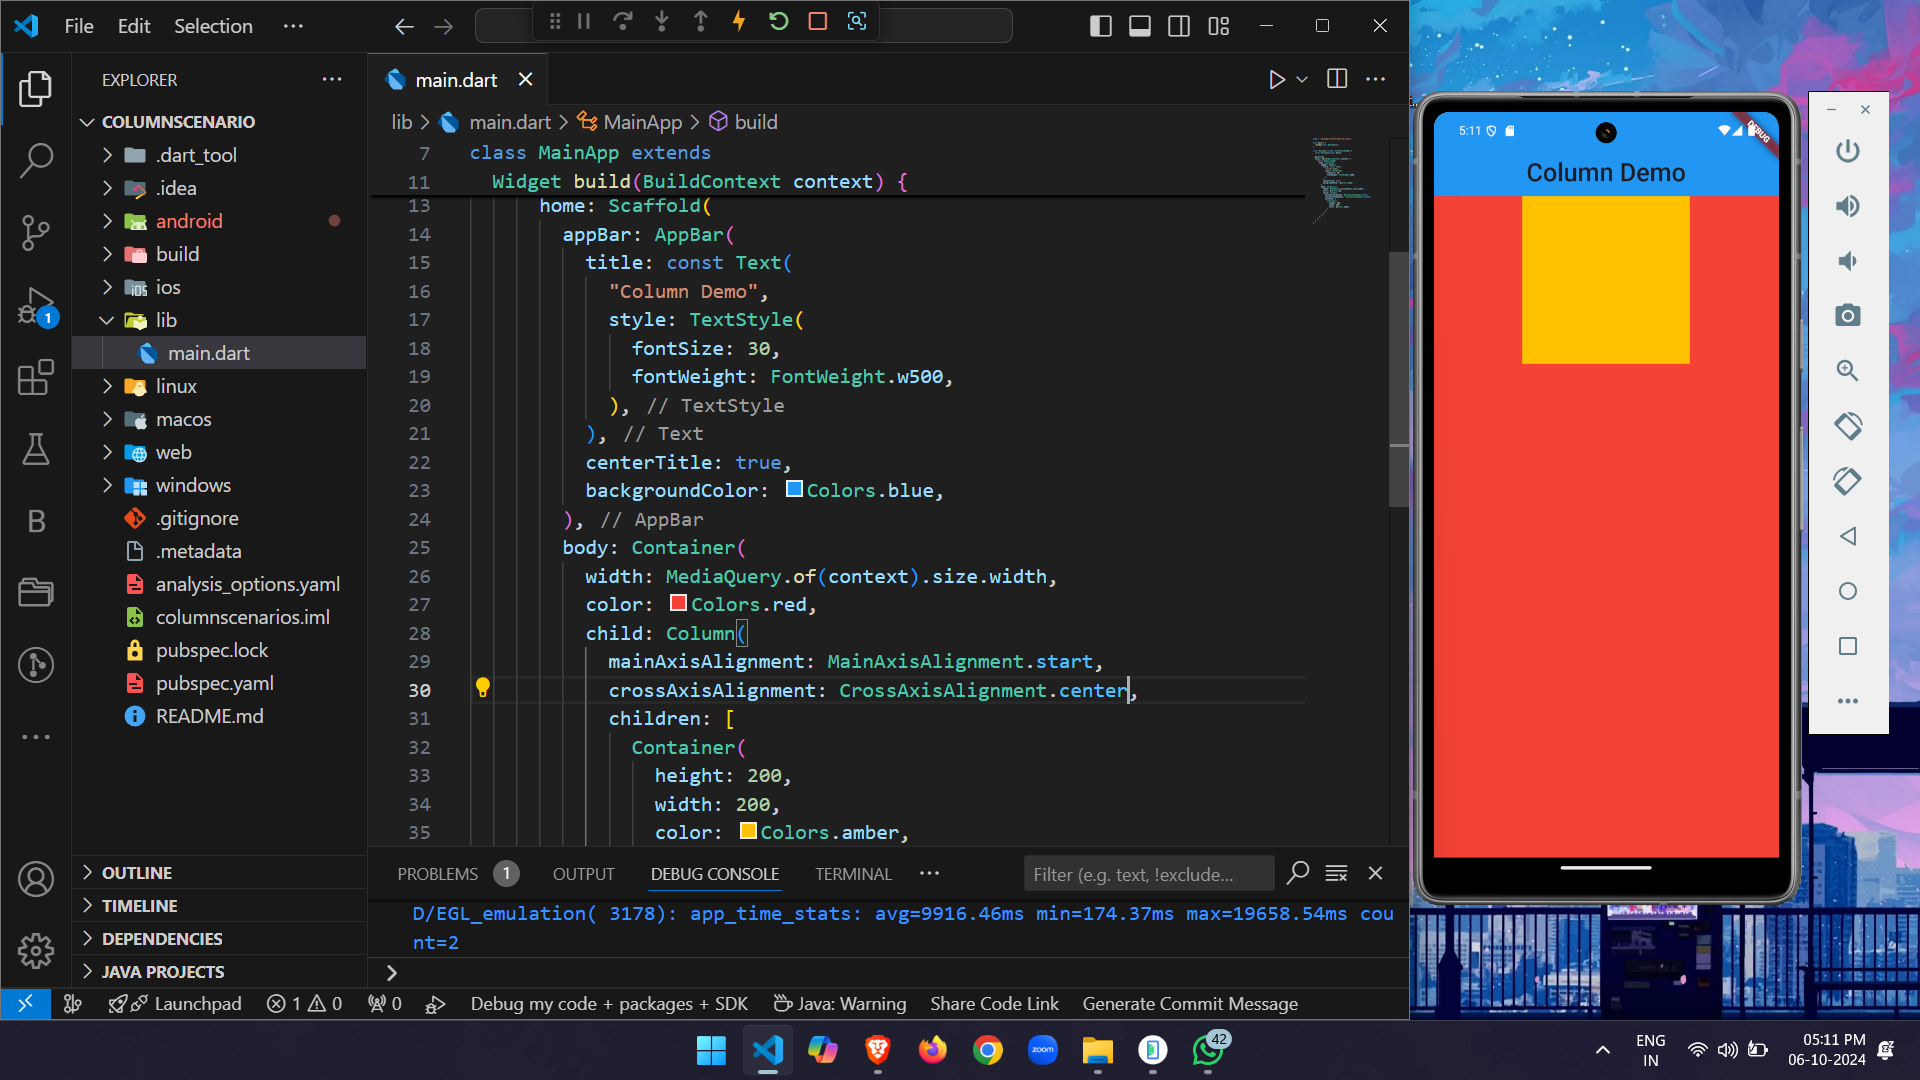 File Edit Selection ···
EXPLORER
COLUMNSCENARIO
.dart_tool
.idea
android
build
ios
lib
main.dart
linux
macos
web
windows
.gitignore
.metadata
analysis_options.yaml
columnscenarios.iml
pubspec.lock
pubspec.yaml
README.md
OUTLINE
TIMELINE
DEPENDENCIES
JAVA PROJECTS
1
B
main.dart
lib > main.dart > MainApp > build
7 class MainApp extends
11 Widget build(BuildContext context) {
13 home: Scaffold(
14 appBar: AppBar(
15 title: const Text(
16 "Column Demo",
17 style: TextStyle(
18 fontSize: 30,
19 fontWeight: FontWeight.w500,
20 ), // TextStyle
21 ), // Text
22 centerTitle: true,
23 backgroundColor: Colors.blue,
24 ), // AppBar
25 body: Container(
26 width: MediaQuery.of(context).size.width,
27 color: Colors.red,
28 child: Column(
29 mainAxisAlignment: MainAxisAlignment.start,
30 crossAxisAlignment: CrossAxisAlignment.center,
31 children: [
32 Container(
33 height: 200,
34 width: 200,
35 color: Colors.amber,
PROBLEMS 1 OUTPUT DEBUG CONSOLE TERMINAL ··· Filter (e.g. text, !exclude...
D/EGL_emulation( 3178): app_time_stats: avg=9916.46ms min=174.37ms max=19658.54ms cou
nt=2
>
Launchpad 1 0 0 Debug my code + packages + SDK Java: Warning Share Code Link Generate Commit Message
5:11
DEBUG
Column Demo
zoom
42
ENG
IN
05:11 PM
06-10-2024